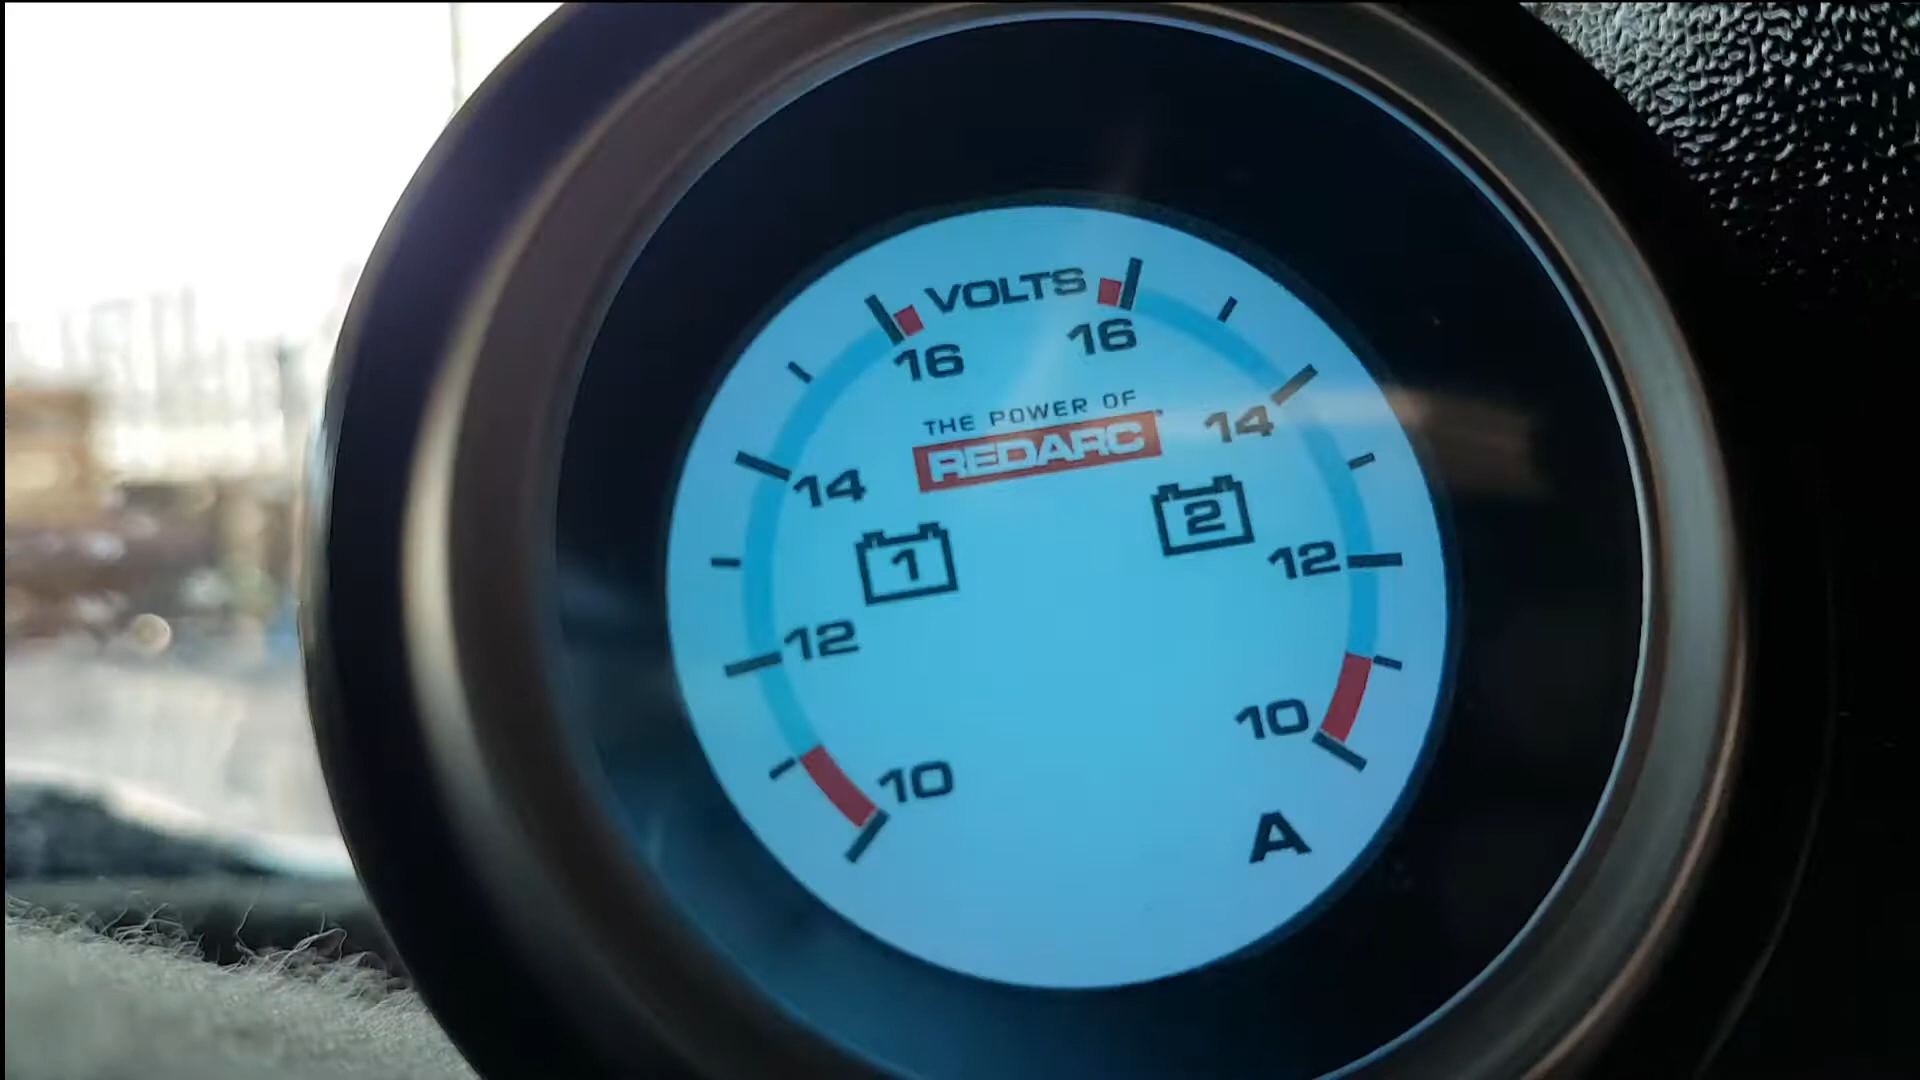 VOLTS
16 16
THE POWER OF
REDARC
14 14
1 2
12 12
10 10
A